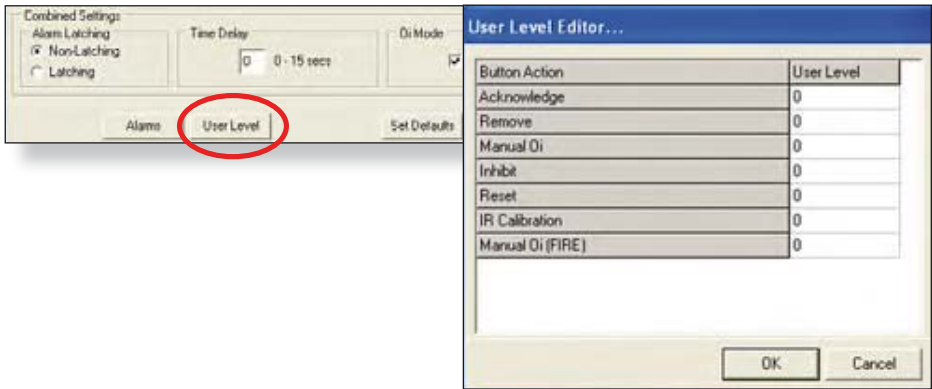 Combined Settings
Alarm Latching
Non-Latching
Latching
Time Delay
0 0 - 15 secs
Oi Mode
Alarms User Level Set Defaults
User Level Editor...
Button Action User Level
Acknowledge 0
Remove 0
Manual Oi 0
Inhibit 0
Reset 0
IR Calibration 0
Manual Oi (FIRE) 0
OK Cancel